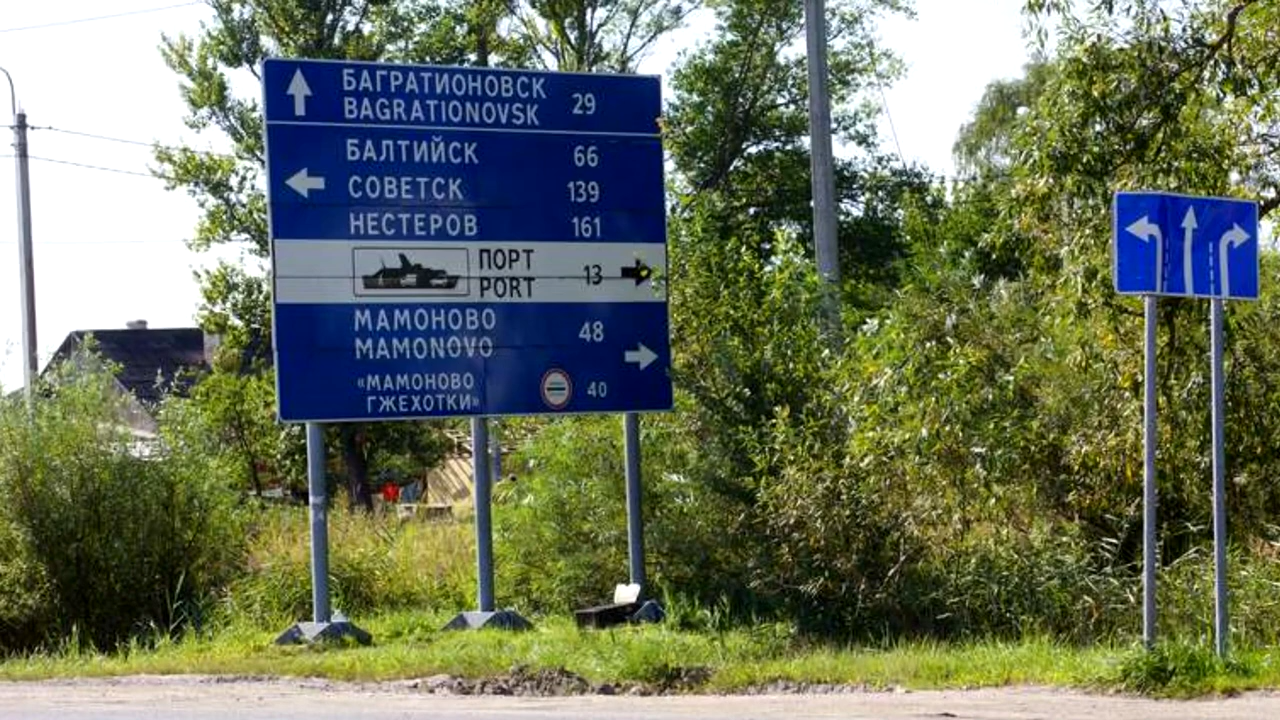 БАГРАТИОНОВСК
BAGRATIONOVSK 29
БАЛТИЙСК 66
СОВЕТСК 139
НЕСТЕРОВ 161
ПОРТ
PORT 13
МАМОНОВО
MAMONOVO 48
«МАМОНОВО
ГЖЕХОТКИ» 40